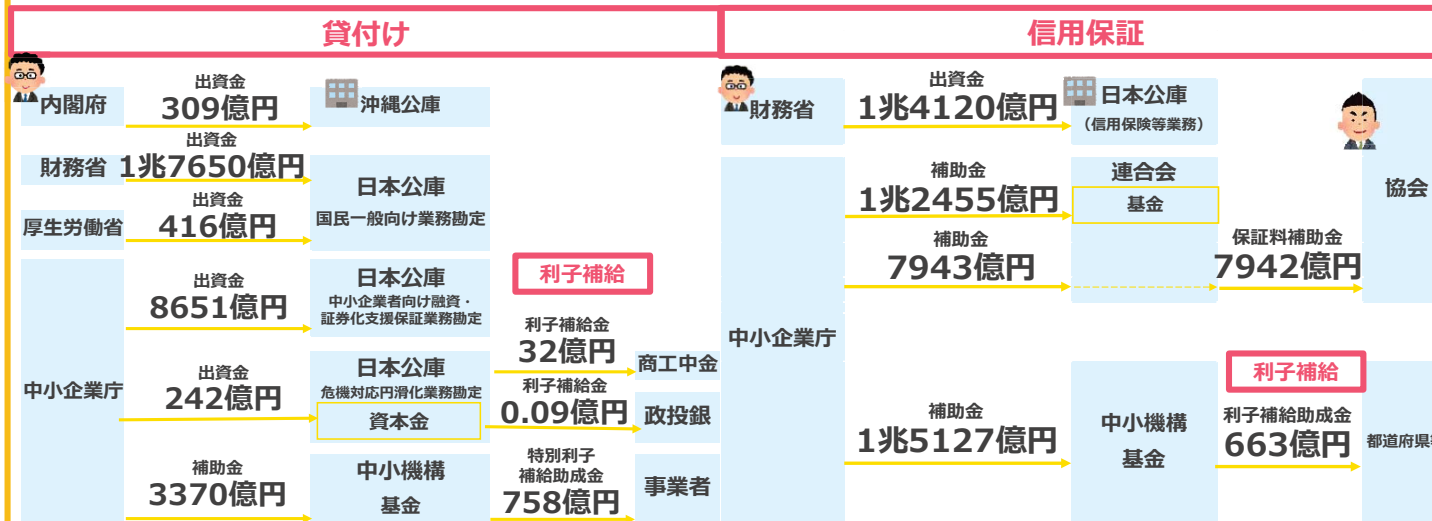 貸付け
内閣府
出資金
309億円
沖縄公庫
財務省
出資金
1兆7650億円
厚生労働省
出資金
416億円
日本公庫
国民一般向け業務勘定
中小企業庁
出資金
8651億円
日本公庫
中小企業者向け融資・
証券化支援保証業務勘定
出資金
242億円
日本公庫
危機対応円滑化業務勘定
資本金
利子補給
利子補給金
32億円
商工中金
利子補給金
0.09億円
政投銀
補助金
3370億円
中小機構
基金
特別利子
補給助成金
758億円
事業者
信用保証
財務省
出資金
1兆4120億円
日本公庫
(信用保険等業務)
中小企業庁
補助金
1兆2455億円
連合会
基金
補助金
7943億円
保証料補助金
7942億円
協会
補助金
1兆5127億円
中小機構
基金
利子補給
利子補給助成金
663億円
都道府県等